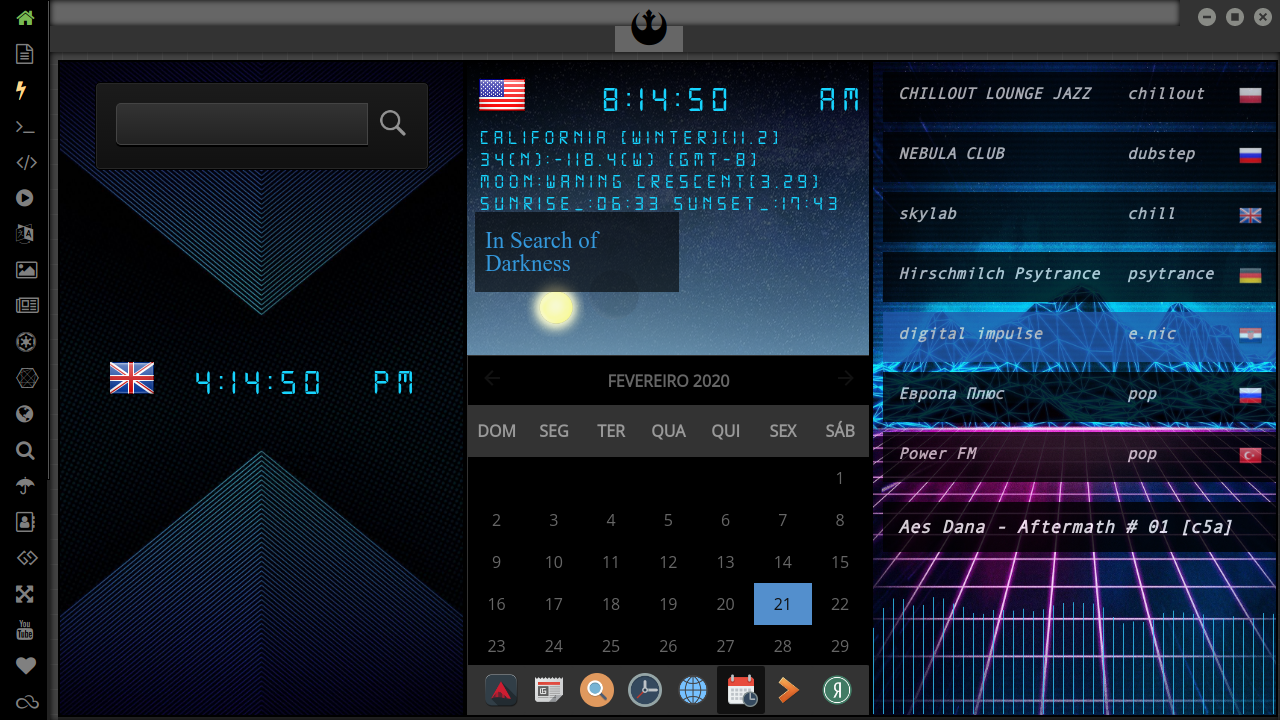 8:14:50 AM
CALIFORNIA (WINTER)(11.2)
34(N):-118.4(W) (GMT-8)
MOON:WANING CRESCENT(3.29)
SUNRISE_:06:33 SUNSET_:17:43
In Search of
Darkness
4:14:50 PM
FEVEREIRO 2020
DOM SEG TER QUA QUI SEX SÁB
1
2 3 4 5 6 7 8
9 10 11 12 13 14 15
16 17 18 19 20 21 22
23 24 25 26 27 28 29
CHILLOUT LOUNGE JAZZ chillout
NEBULA CLUB dubstep
skylab chill
Hirschmilch Psytrance psytrance
digital impulse e.nic
Европа Плюс pop
Power FM pop
Aes Dana - Aftermath # 01 [c5a]
You
Tube
Я